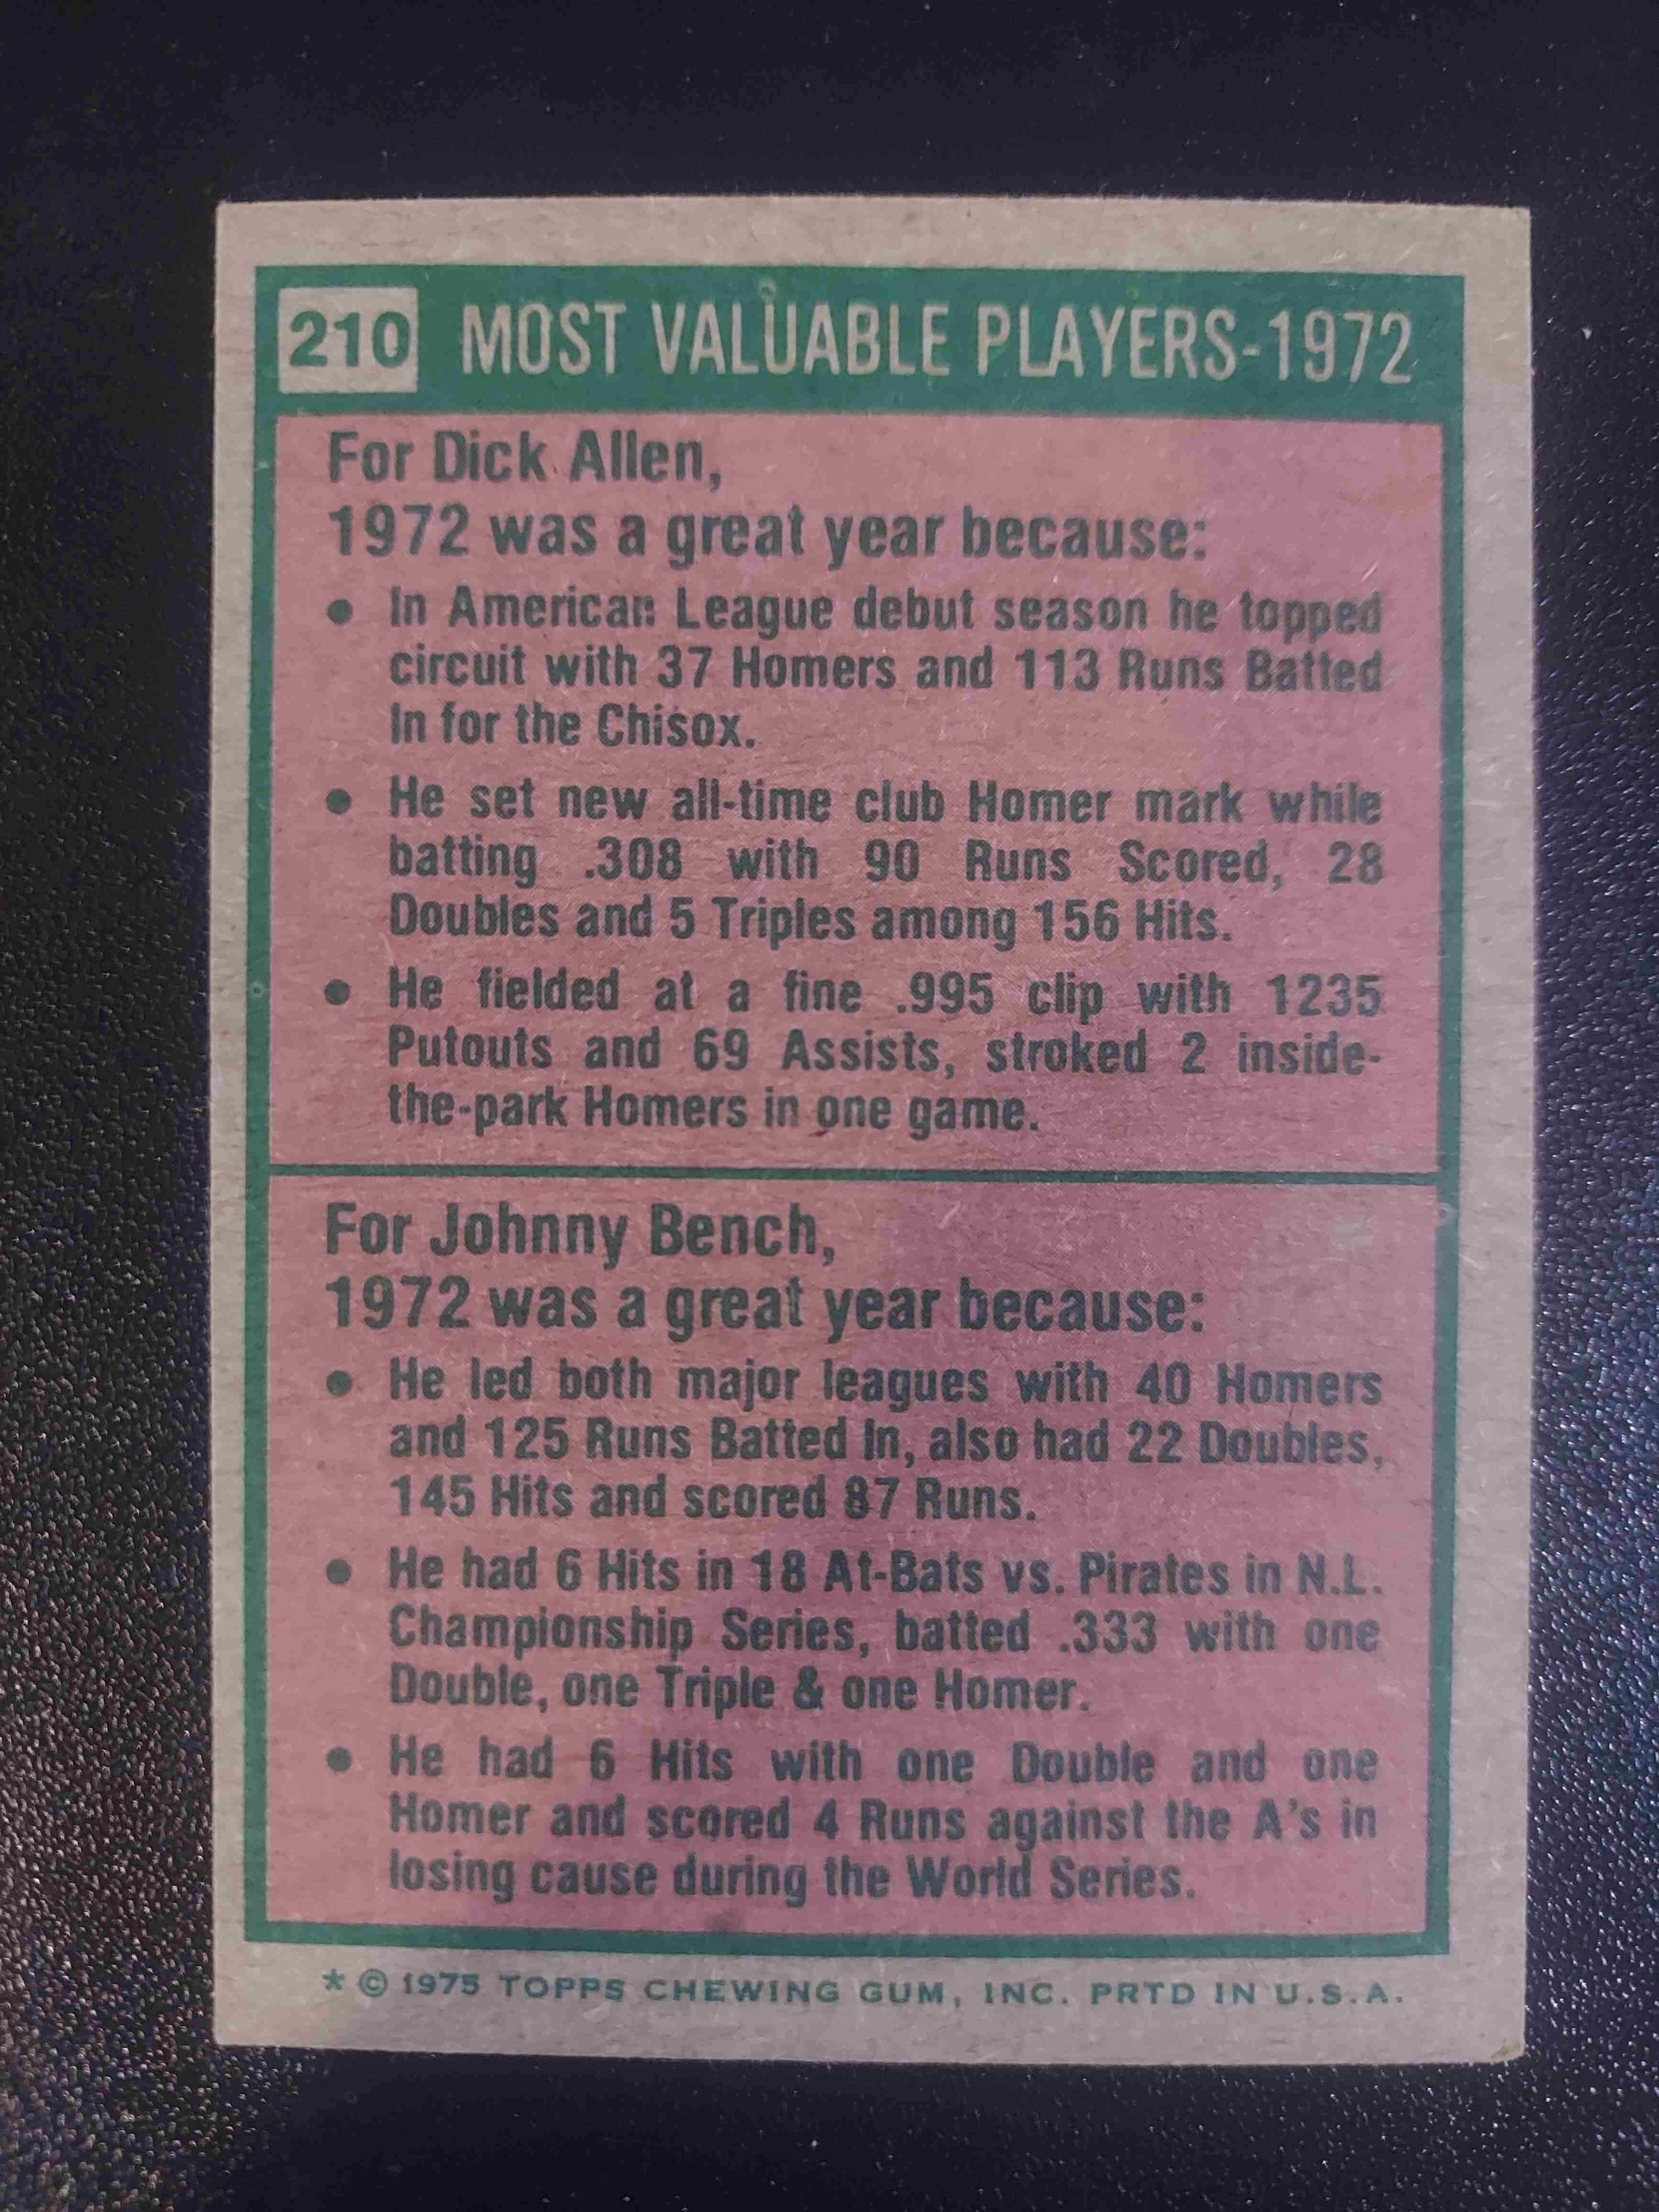 210 MOST VALUABLE PLAYERS-1972
For Dick Allen,
1972 was a great year because:
• In American League debut season he topped
circuit with 37 Homers and 113 Runs Batted
In for the Chisox.
• He set new all-time club Homer mark while
batting .308 with 90 Runs Scored, 28
Doubles and 5 Triples among 156 Hits.
• He fielded at a fine .995 clip with 1235
Putouts and 69 Assists, stroked 2 inside-
the-park Homers in one game.
For Johnny Bench,
1972 was a great year because:
• He led both major leagues with 40 Homers
and 125 Runs Batted In, also had 22 Doubles,
145 Hits and scored 87 Runs.
• He had 6 Hits in 18 At-Bats vs. Pirates in N.L.
Championship Series, batted .333 with one
Double, one Triple & one Homer.
• He had 6 Hits with one Double and one
Homer and scored 4 Runs against the A's in
losing cause during the World Series.
* © 1975 TOPPS CHEWING GUM, INC. PRTD IN U.S.A.